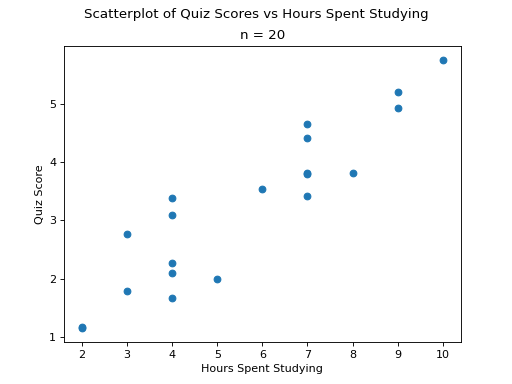 Scatterplot of Quiz Scores vs Hours Spent Studying
n = 20
Quiz Score
5
4
3
2
1
2 3 4 5 6 7 8 9 10
Hours Spent Studying